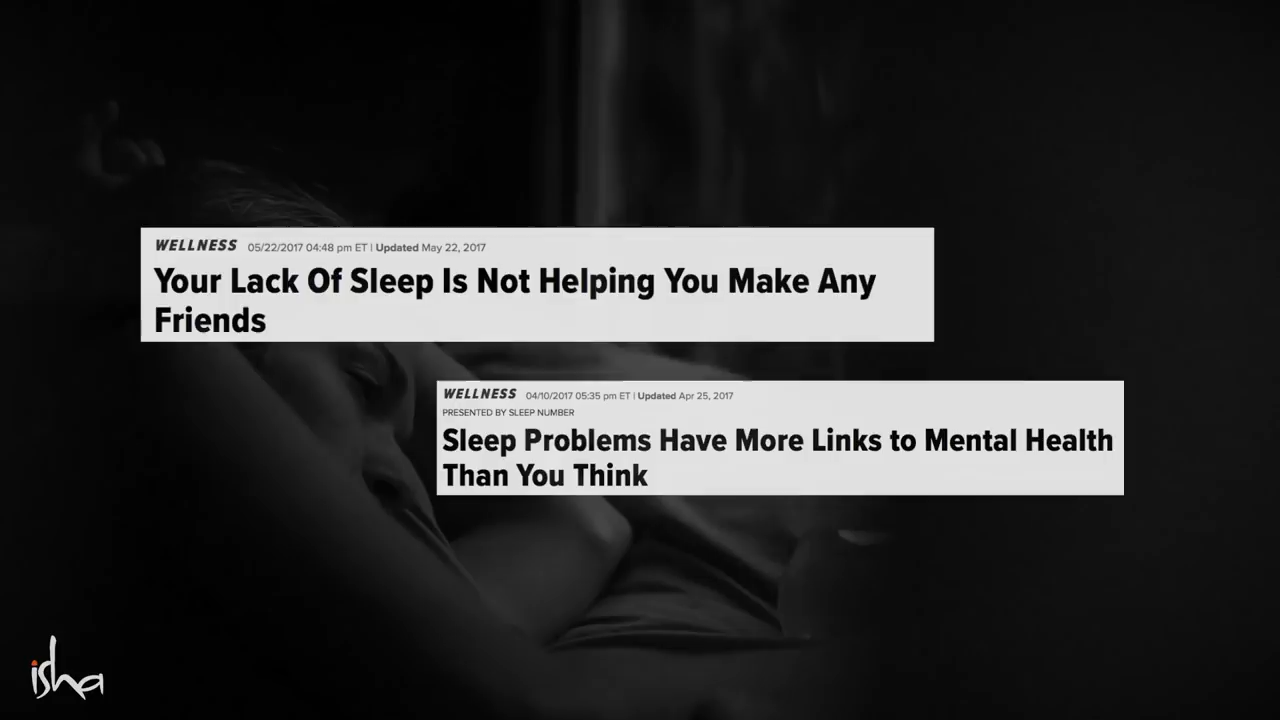 WELLNESS 05/22/2017 04:48 pm ET | Updated May 22, 2017
Your Lack Of Sleep Is Not Helping You Make Any
Friends
WELLNESS 04/10/2017 05:35 pm ET | Updated Apr 25, 2017
PRESENTED BY SLEEP NUMBER
Sleep Problems Have More Links to Mental Health
Than You Think
isha